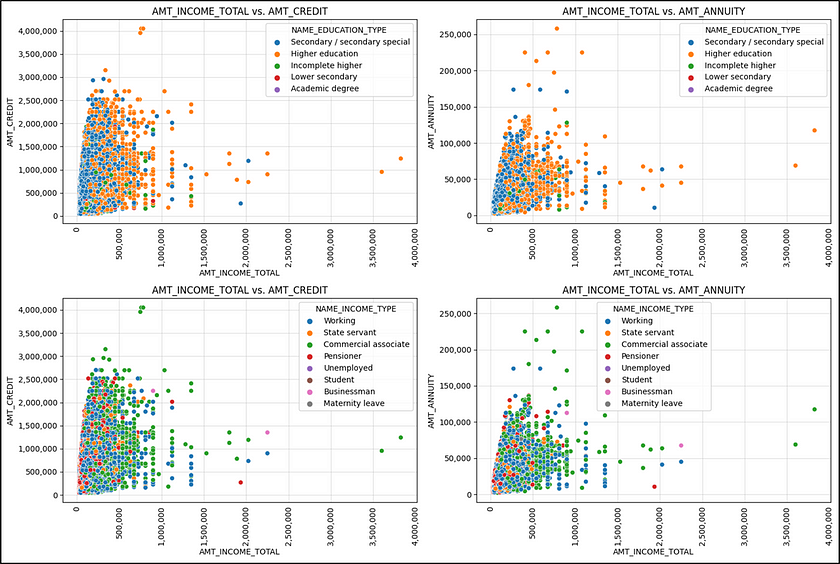 AMT_INCOME_TOTAL vs. AMT_CREDIT
NAME_EDUCATION_TYPE
Secondary / secondary special
Higher education
Incomplete higher
Lower secondary
Academic degree
4,000,000
3,500,000
3,000,000
2,500,000
2,000,000
1,500,000
1,000,000
500,000
0
AMT_CREDIT
0
500,000
1,000,000
1,500,000
2,000,000
2,500,000
3,000,000
3,500,000
4,000,000
AMT_INCOME_TOTAL
AMT_INCOME_TOTAL vs. AMT_ANNUITY
NAME_EDUCATION_TYPE
Secondary / secondary special
Higher education
Incomplete higher
Lower secondary
Academic degree
250,000
200,000
150,000
100,000
50,000
0
AMT_ANNUITY
0
500,000
1,000,000
1,500,000
2,000,000
2,500,000
3,000,000
3,500,000
4,000,000
AMT_INCOME_TOTAL
AMT_INCOME_TOTAL vs. AMT_CREDIT
NAME_INCOME_TYPE
Working
State servant
Commercial associate
Pensioner
Unemployed
Student
Businessman
Maternity leave
4,000,000
3,500,000
3,000,000
2,500,000
2,000,000
1,500,000
1,000,000
500,000
0
AMT_CREDIT
0
500,000
1,000,000
1,500,000
2,000,000
2,500,000
3,000,000
3,500,000
4,000,000
AMT_INCOME_TOTAL
AMT_INCOME_TOTAL vs. AMT_ANNUITY
NAME_INCOME_TYPE
Working
State servant
Commercial associate
Pensioner
Unemployed
Student
Businessman
Maternity leave
250,000
200,000
150,000
100,000
50,000
0
AMT_ANNUITY
0
500,000
1,000,000
1,500,000
2,000,000
2,500,000
3,000,000
3,500,000
4,000,000
AMT_INCOME_TOTAL